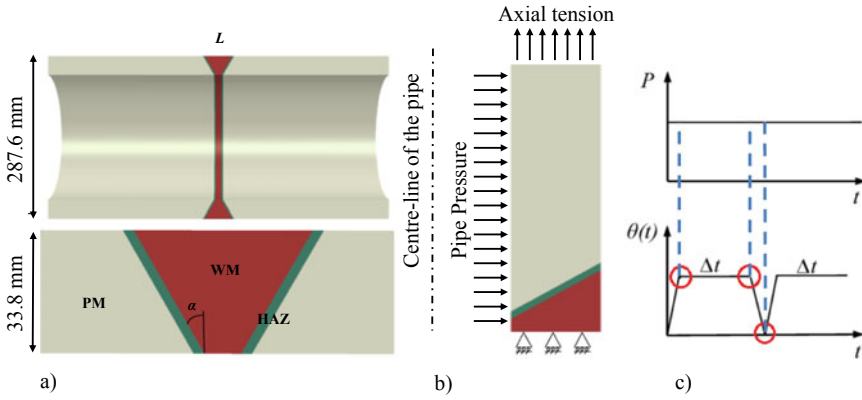 L
287.6 mm
33.8 mm
PM
α
WM
HAZ
a)
Centre-line of the pipe
Pipe Pressure
Axial tension
b)
P
t
θ(t)
Δt
Δt
t
c)